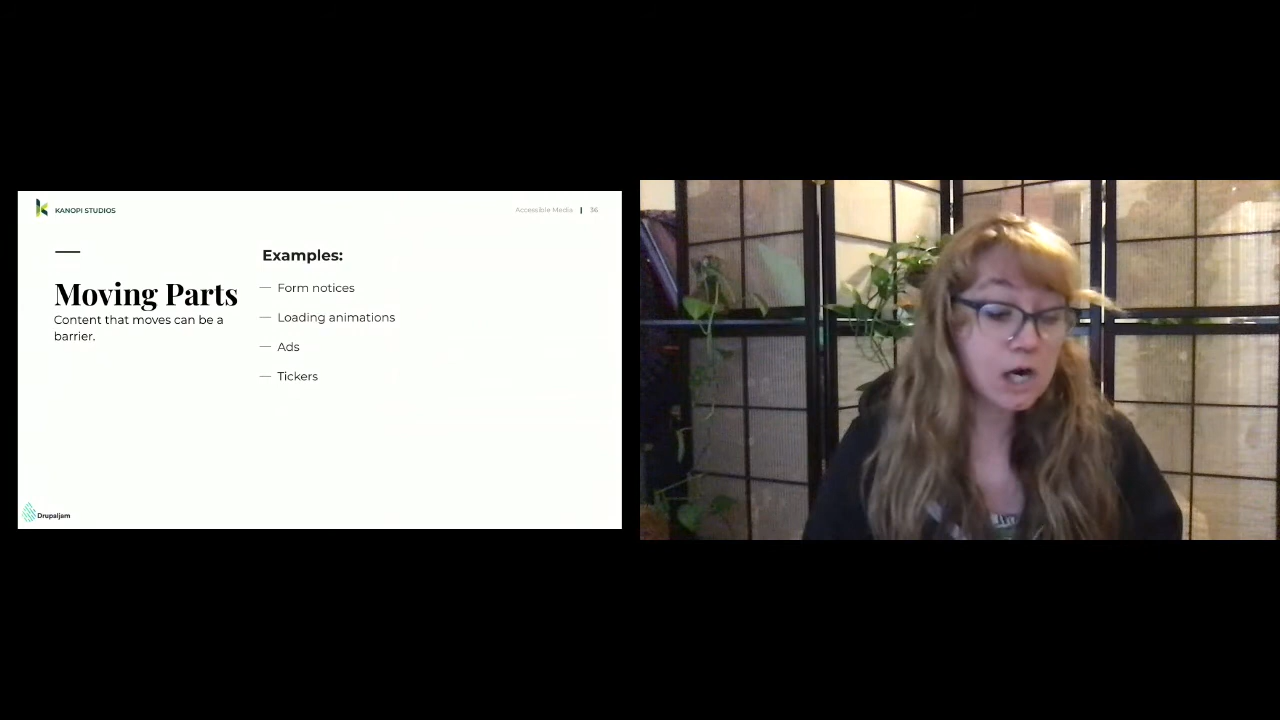 KANOPI STUDIOS
Accessible Media | 36
Moving Parts
Content that moves can be a
barrier.
Examples:
— Form notices
— Loading animations
— Ads
— Tickers
Drupaljam